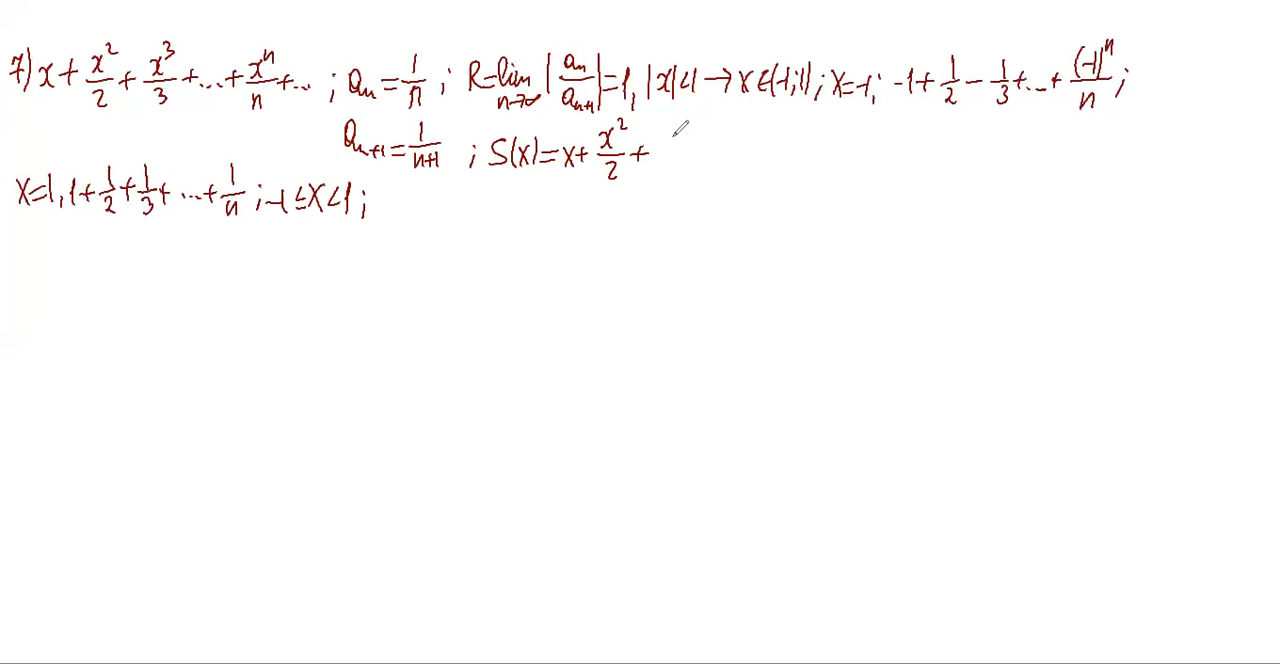 7) x + x²/2 + x³/3 + ... + xⁿ/n + ... ; aₙ = 1/n ; R = lim n→∞ |aₙ/aₙ₊₁| = 1, |x| < 1 → x ∈ (-1; 1) ; x = -1; -1 + 1/2 - 1/3 + ... + (-1)ⁿ/n ;
aₙ₊₁ = 1/(n+1) ; S(x) = x + x²/2 +
x = 1, 1 + 1/2 + 1/3 + ... + 1/n ; -1 ≤ x < 1 ;